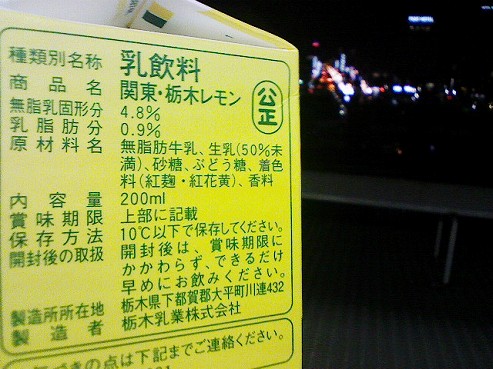 種類別名称 乳飲料
商品名 関東・栃木レモン
無脂乳固形分 4.8%
乳脂肪分 0.9%
原材料名 無脂肪牛乳、生乳(50%未
満)、砂糖、ぶどう糖、着色
料(紅麹・紅花黄)、香料
内容量 200ml
賞味期限 上部に記載
保存方法 10℃以下で保存してください。
開封後の取扱 開封後は、賞味期限に
かかわらず、できるだけ
早めにお飲みください。
製造所所在地 栃木県下都賀郡大平町川連432
製造者 栃木乳業株式会社
公正
の点は下記までご連絡ください。